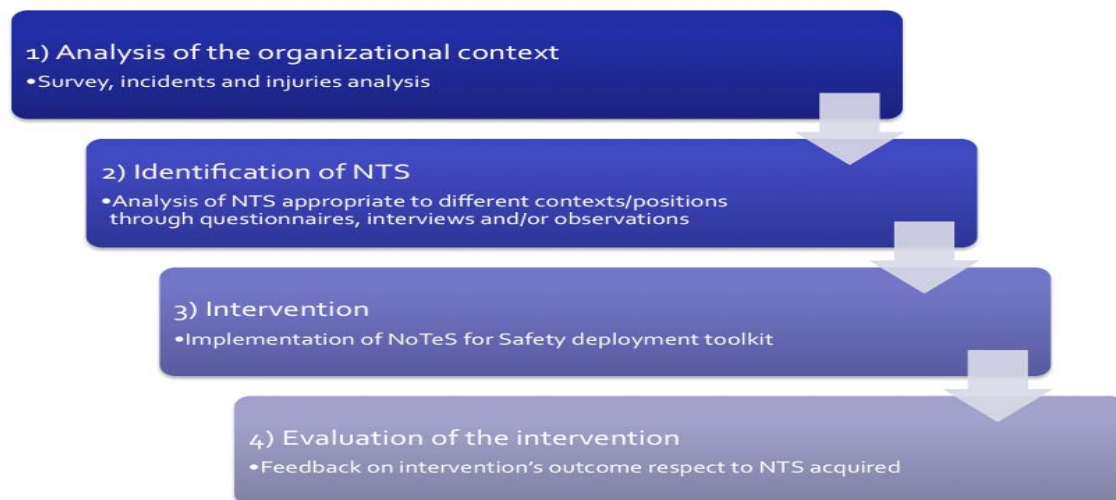 1) Analysis of the organizational context
•Survey, incidents and injuries analysis
2) Identification of NTS
•Analysis of NTS appropriate to different contexts/positions
through questionnaires, interviews and/or observations
3) Intervention
•Implementation of NoTeS for Safety deployment toolkit
4) Evaluation of the intervention
•Feedback on intervention’s outcome respect to NTS acquired